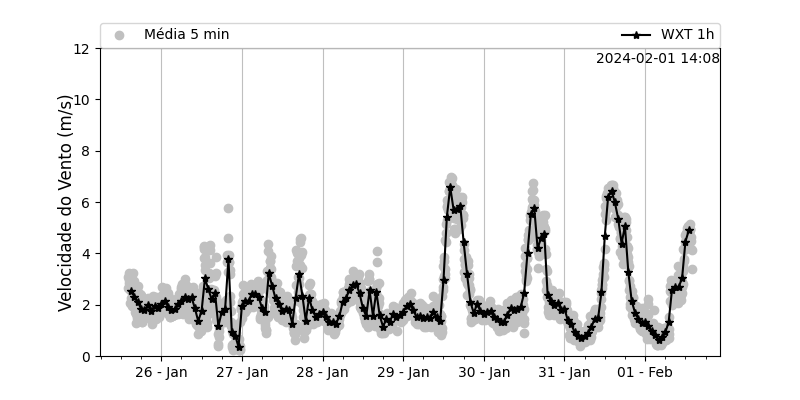 Média 5 min
WXT 1h
2024-02-01 14:08
Velocidade do Vento (m/s)
12
10
8
6
4
2
0
26 - Jan
27 - Jan
28 - Jan
29 - Jan
30 - Jan
31 - Jan
01 - Feb